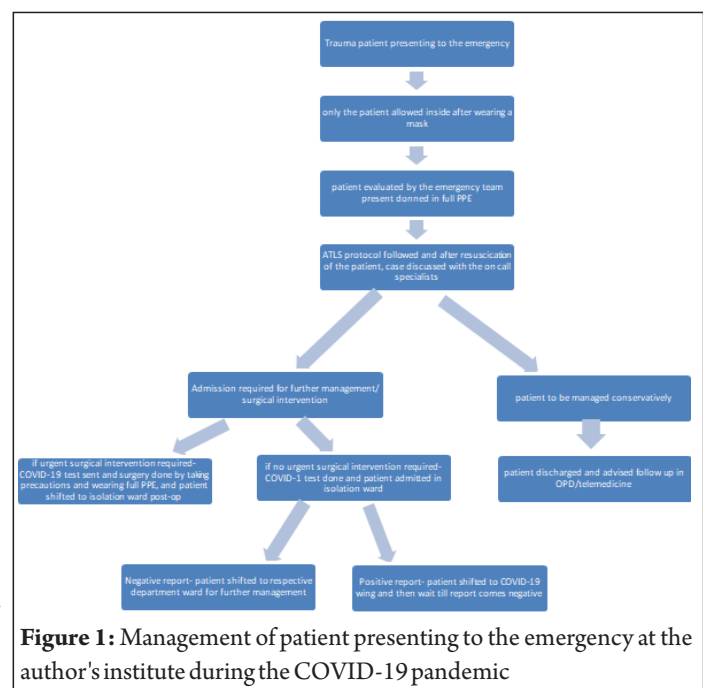 Trauma patient presenting to the emergency
only the patient allowed inside after wearing a
mask
patient evaluated by the emergency team
present donned in full PPE
ATLS protocol followed and after resuscication
of the patient, case discussed with the on call
specialists
Admission required for further management/
surgical intervention
patient to be managed conservatively
if urgent surgical intervention required-
COVID-19 test sent and surgery done by taking
precautions and wearing full PPE, and patient
shifted to isolation ward post-op
if no urgent surgical intervention required-
COVID-1 test done and patient admitted in
isolation ward
patient discharged and advised follow up in
OPD/telemedicine
Negative report- patient shifted to respective
department ward for further management
Positive report- patient shifted to COVID-19
wing and then wait till report comes negative
Figure 1: Management of patient presenting to the emergency at the
author's institute during the COVID-19 pandemic